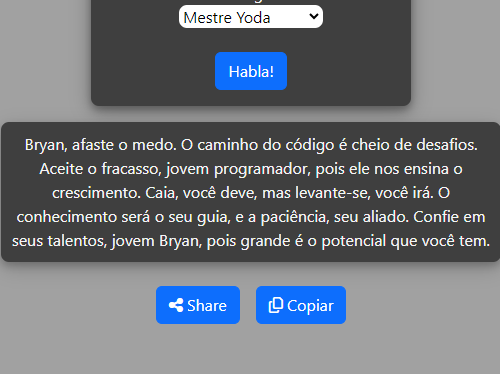 Mestre Yoda
Habla!
Bryan, afaste o medo. O caminho do código é cheio de desafios.
Aceite o fracasso, jovem programador, pois ele nos ensina o
crescimento. Caia, você deve, mas levante-se, você irá. O
conhecimento será o seu guia, e a paciência, seu aliado. Confie em
seus talentos, jovem Bryan, pois grande é o potencial que você tem.
Share
Copiar